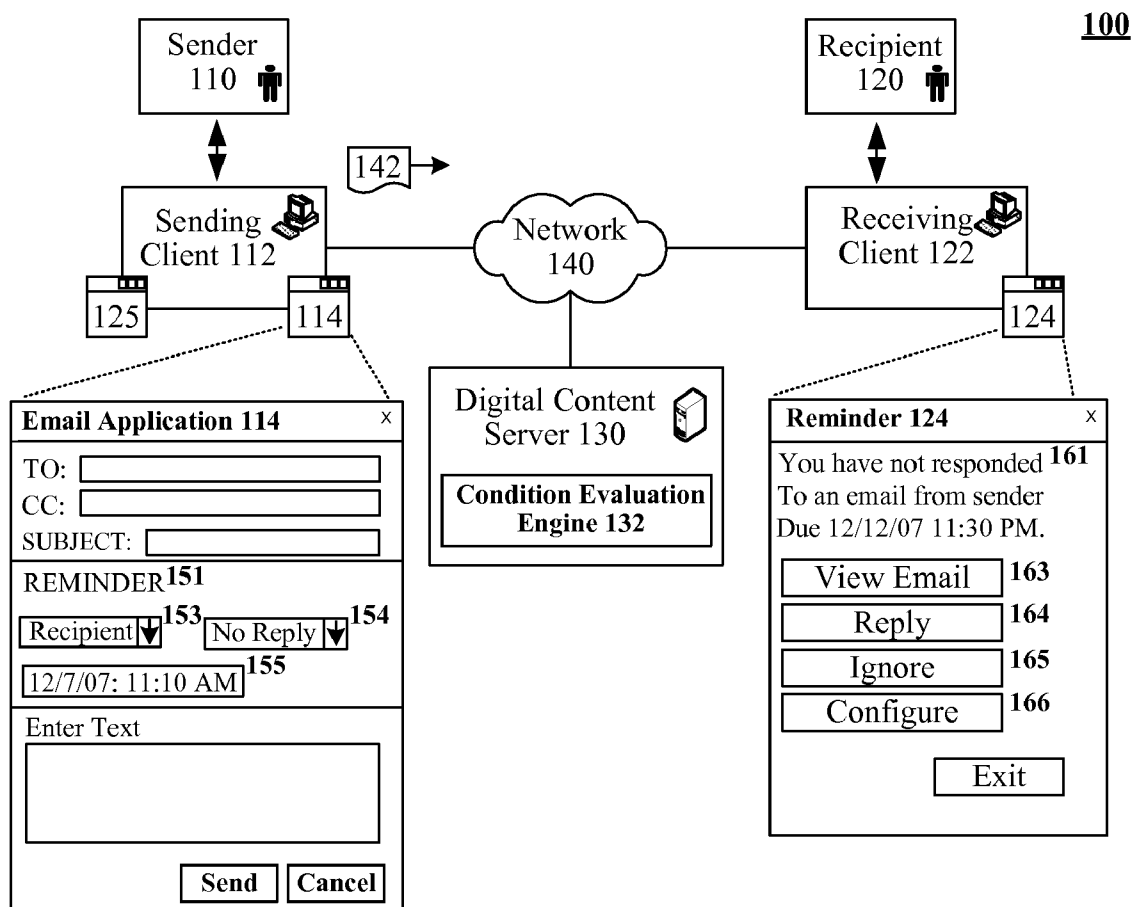 100
Sender
110
Recipient
120
142
Sending
Client 112
Network
140
Receiving
Client 122
125
114
124
Digital Content
Server 130
Condition Evaluation
Engine 132
Email Application 114 x
TO:
CC:
SUBJECT:
REMINDER 151
Recipient 153
No Reply 154
12/7/07: 11:10 AM 155
Enter Text
Send Cancel
Reminder 124 x
You have not responded 161
To an email from sender
Due 12/12/07 11:30 PM.
View Email 163
Reply 164
Ignore 165
Configure 166
Exit